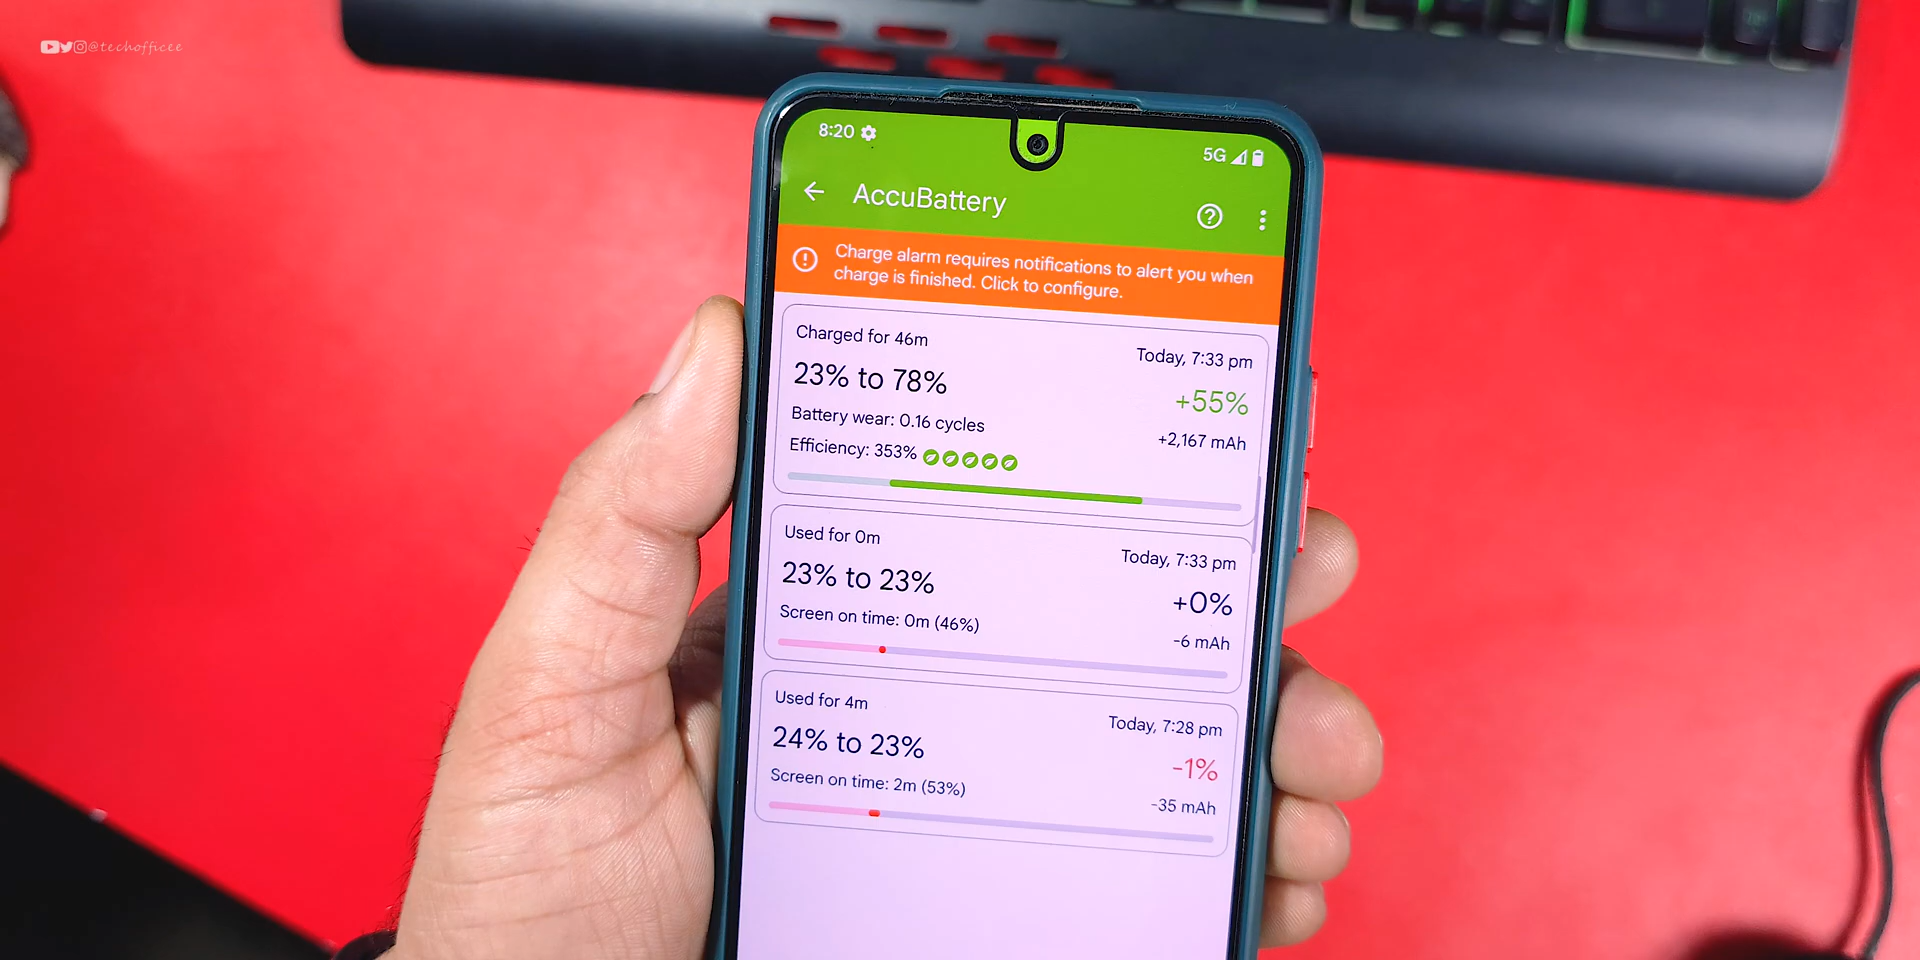 @techofficee
8:20
5G
AccuBattery
Charge alarm requires notifications to alert you when
charge is finished. Click to configure.
Charged for 46m
Today, 7:33 pm
23% to 78%
+55%
Battery wear: 0.16 cycles
+2,167 mAh
Efficiency: 353%
Used for 0m
Today, 7:33 pm
23% to 23%
+0%
Screen on time: 0m (46%)
-6 mAh
Used for 4m
Today, 7:28 pm
24% to 23%
-1%
Screen on time: 2m (53%)
-35 mAh